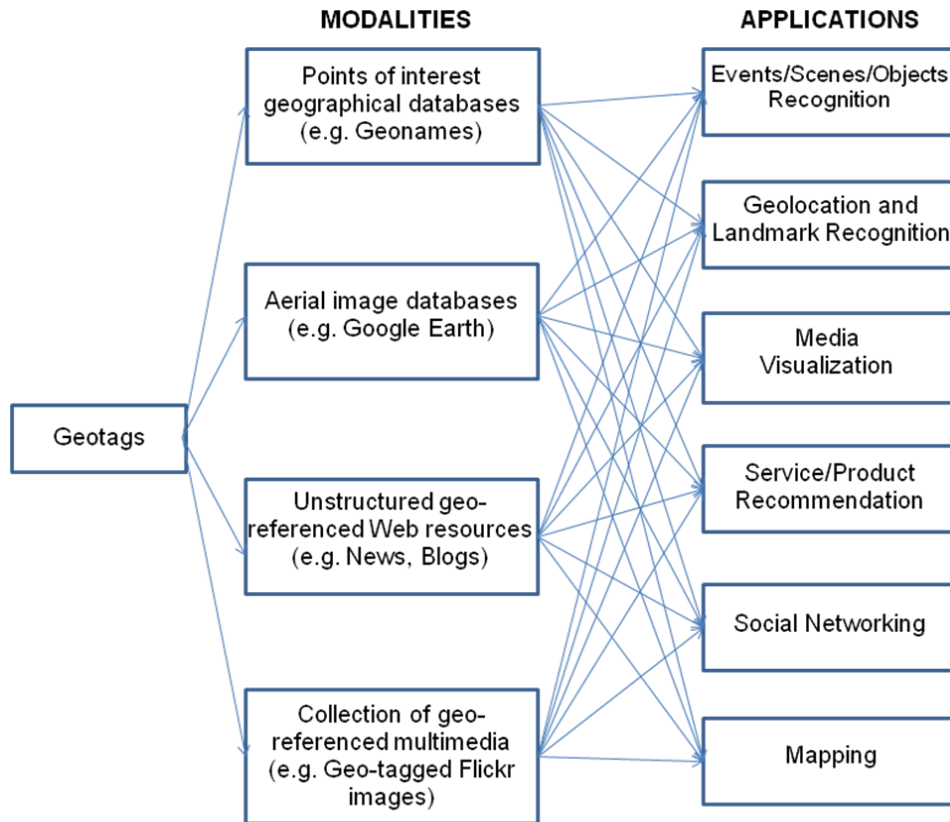 MODALITIES
APPLICATIONS
Geotags
Points of interest
geographical databases
(e.g. Geonames)
Aerial image databases
(e.g. Google Earth)
Unstructured geo-
referenced Web resources
(e.g. News, Blogs)
Collection of geo-
referenced multimedia
(e.g. Geo-tagged Flickr
images)
Events/Scenes/Objects
Recognition
Geolocation and
Landmark Recognition
Media
Visualization
Service/Product
Recommendation
Social Networking
Mapping